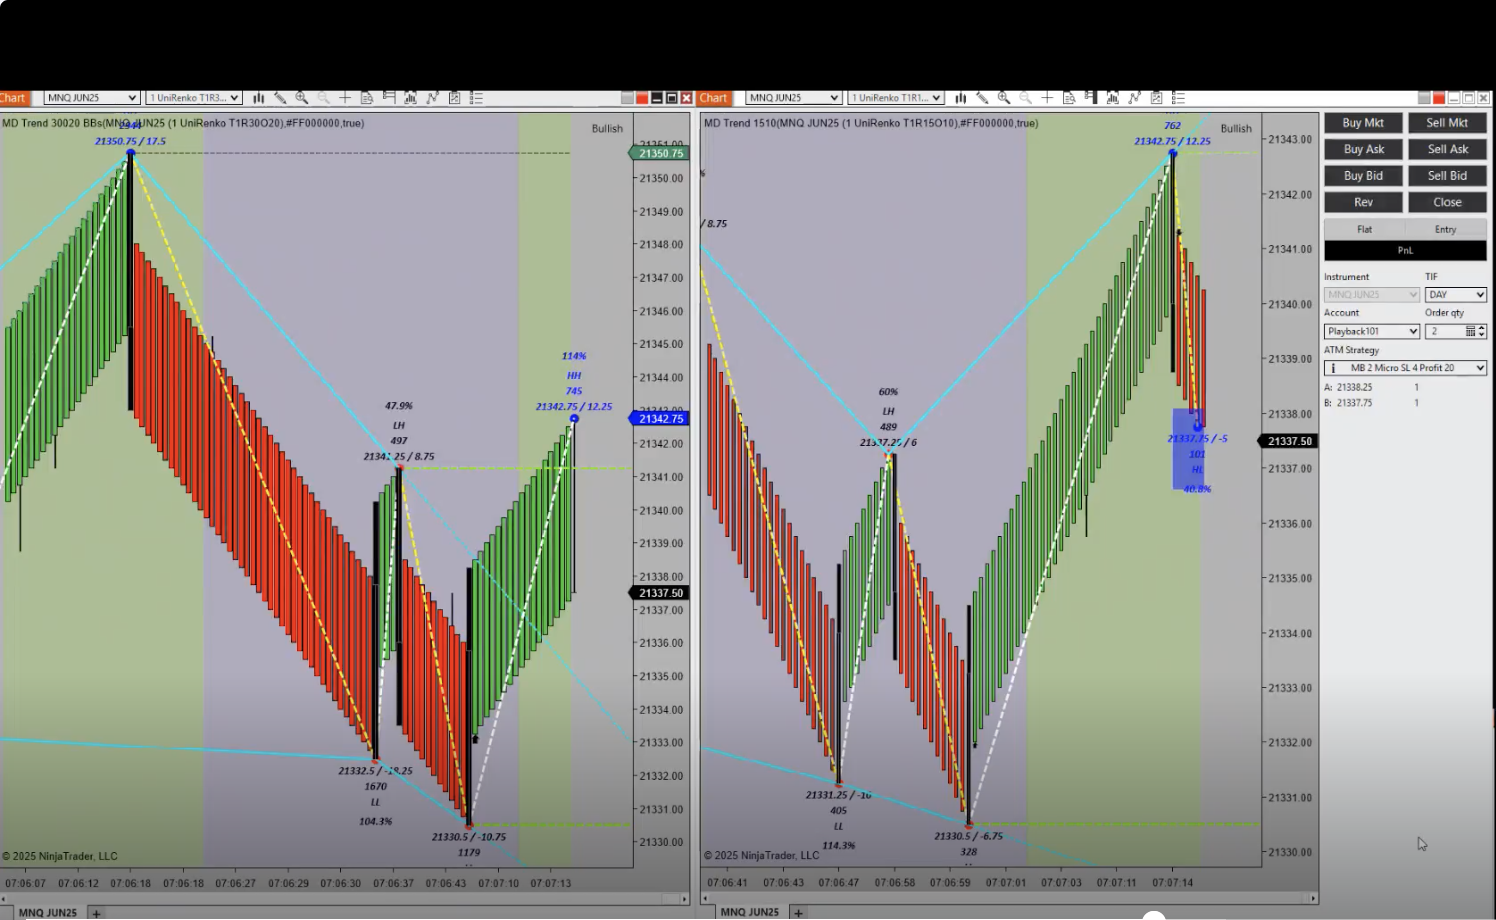 Chart MNQ JUN25 1 UniRenko T1R3...
MD Trend 30020 BBs(MNQ JUN25 (1 UniRenko T1R30O20),#FF000000,true)
Bullish
21350.75 / 17.5
47.9%
LH
497
114%
HH
745
21342.75 / 12.25
21332.5 / -18.25
1670
LL
104.3%
21330.5 / -10.75
1179
21350.75
21350.00
21349.00
21348.00
21347.00
21346.00
21345.00
21344.00
21342.75
21342.00
21341.00
21340.00
21339.00
21338.00
21337.50
21336.00
21335.00
21334.00
21333.00
21332.00
21331.00
21330.00
© 2025 NinjaTrader, LLC
07:06:07 07:06:12 07:06:18 07:06:18 07:06:27 07:06:29 07:06:30 07:06:37 07:06:43 07:07:10 07:07:13
MNQ JUN25 +
Chart MNQ JUN25 1 UniRenko T1R1...
MD Trend 1510(MNQ JUN25 (1 UniRenko T1R15O10),#FF000000,true)
Bullish
762
21342.75 / 12.25
/ 8.75
60%
LH
489
21337.25 / 6
21337.75 / -5
101
HL
40.8%
21331.25 / -10
405
LL
114.3%
21330.5 / -6.75
328
21343.00
21342.00
21341.00
21340.00
21339.00
21338.00
21337.50
21337.00
21336.00
21335.00
21334.00
21333.00
21332.00
21331.00
21330.00
© 2025 NinjaTrader, LLC
07:06:41 07:06:43 07:06:47 07:06:58 07:06:59 07:07:01 07:07:03 07:07:11 07:07:14
MNQ JUN25 +
Buy Mkt Sell Mkt
Buy Ask Sell Ask
Buy Bid Sell Bid
Rev Close
Flat Entry
PnL
Instrument TIF
MNQ JUN25 DAY
Account Order qty
Playback101 2
ATM Strategy
MB 2 Micro SL 4 Profit 20
A: 21338.25 1
B: 21337.75 1